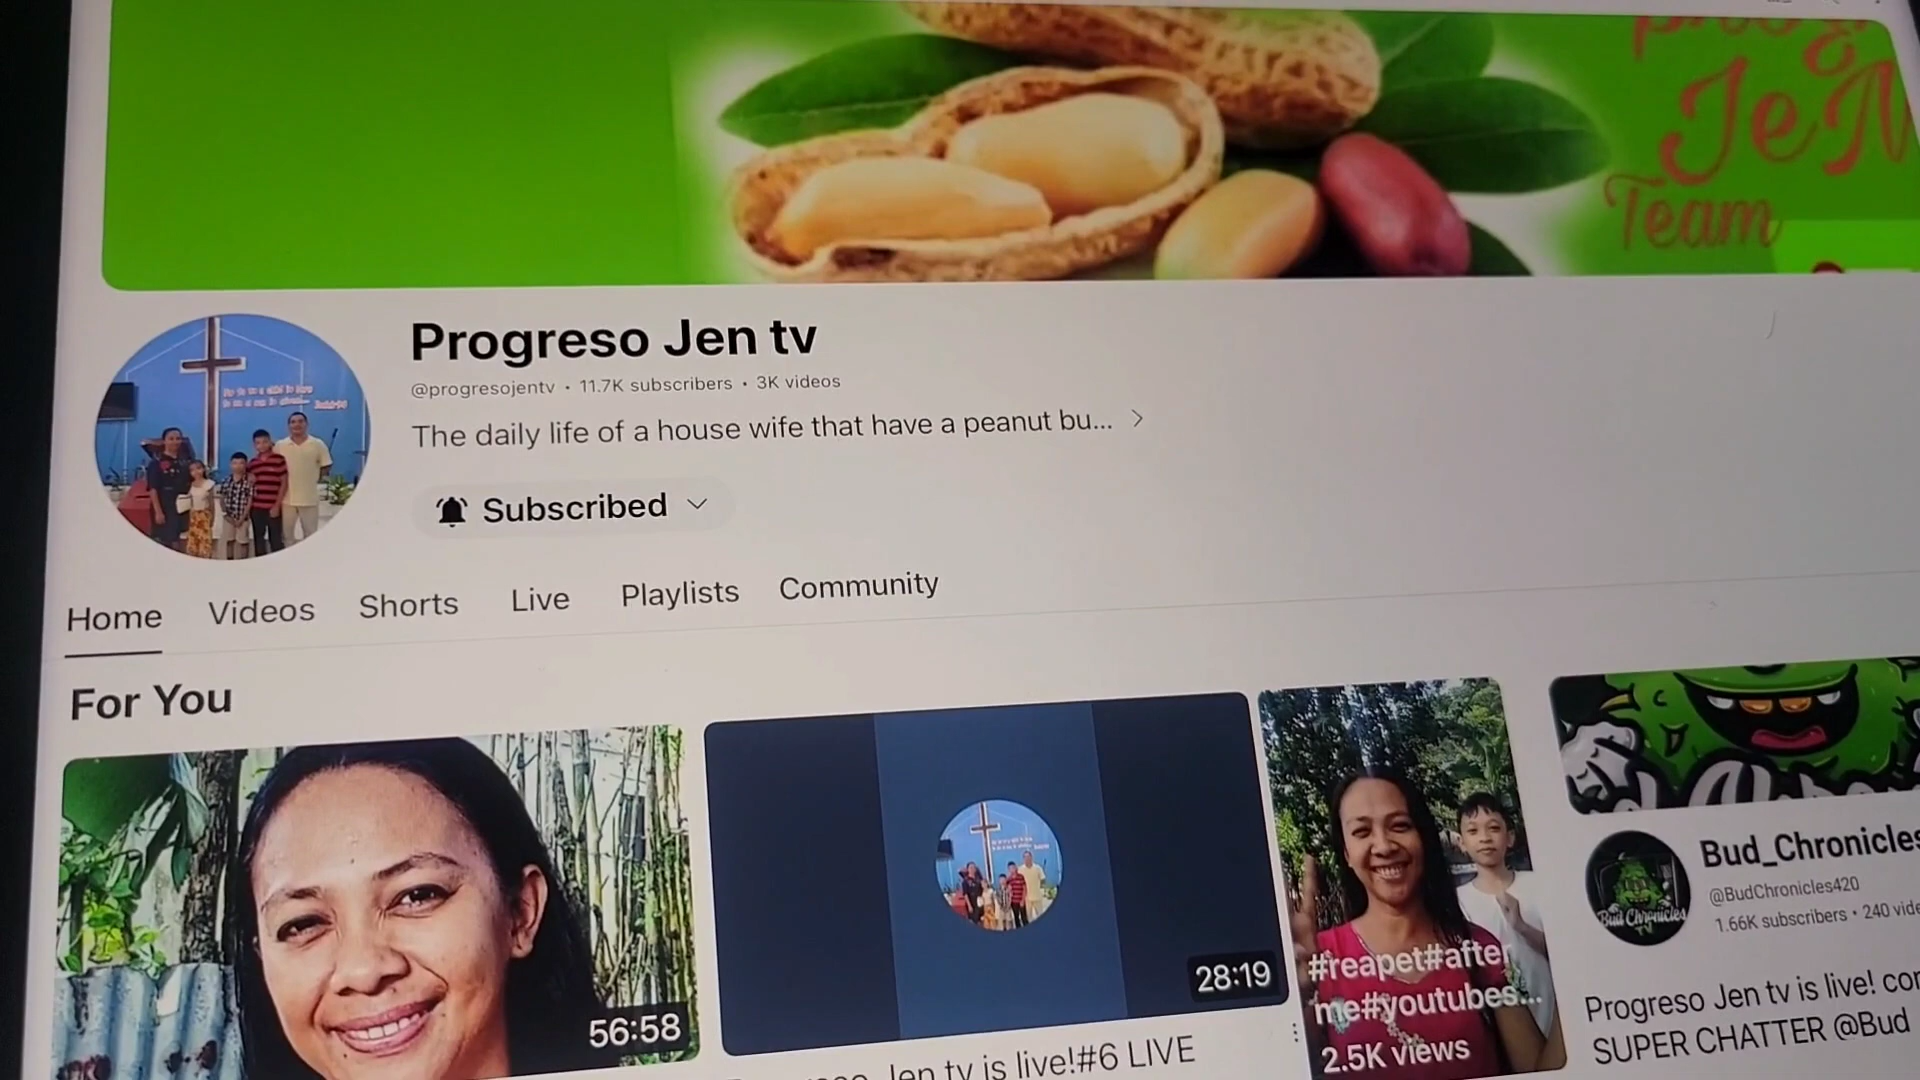 JeN
Team
Progreso Jen tv
@progresojentv • 11.7K subscribers • 3K videos
The daily life of a house wife that have a peanut bu...
Subscribed
Home Videos Shorts Live Playlists Community
For You
56:58
28:19
Jen tv is live!#6 LIVE
#reapet#after
me#youtubes...
2.5K views
Bud_Chronicles
@BudChronicles420
1.66K subscribers • 240
Progreso Jen tv is live!
SUPER CHATTER @Bud
Bud Chronicles